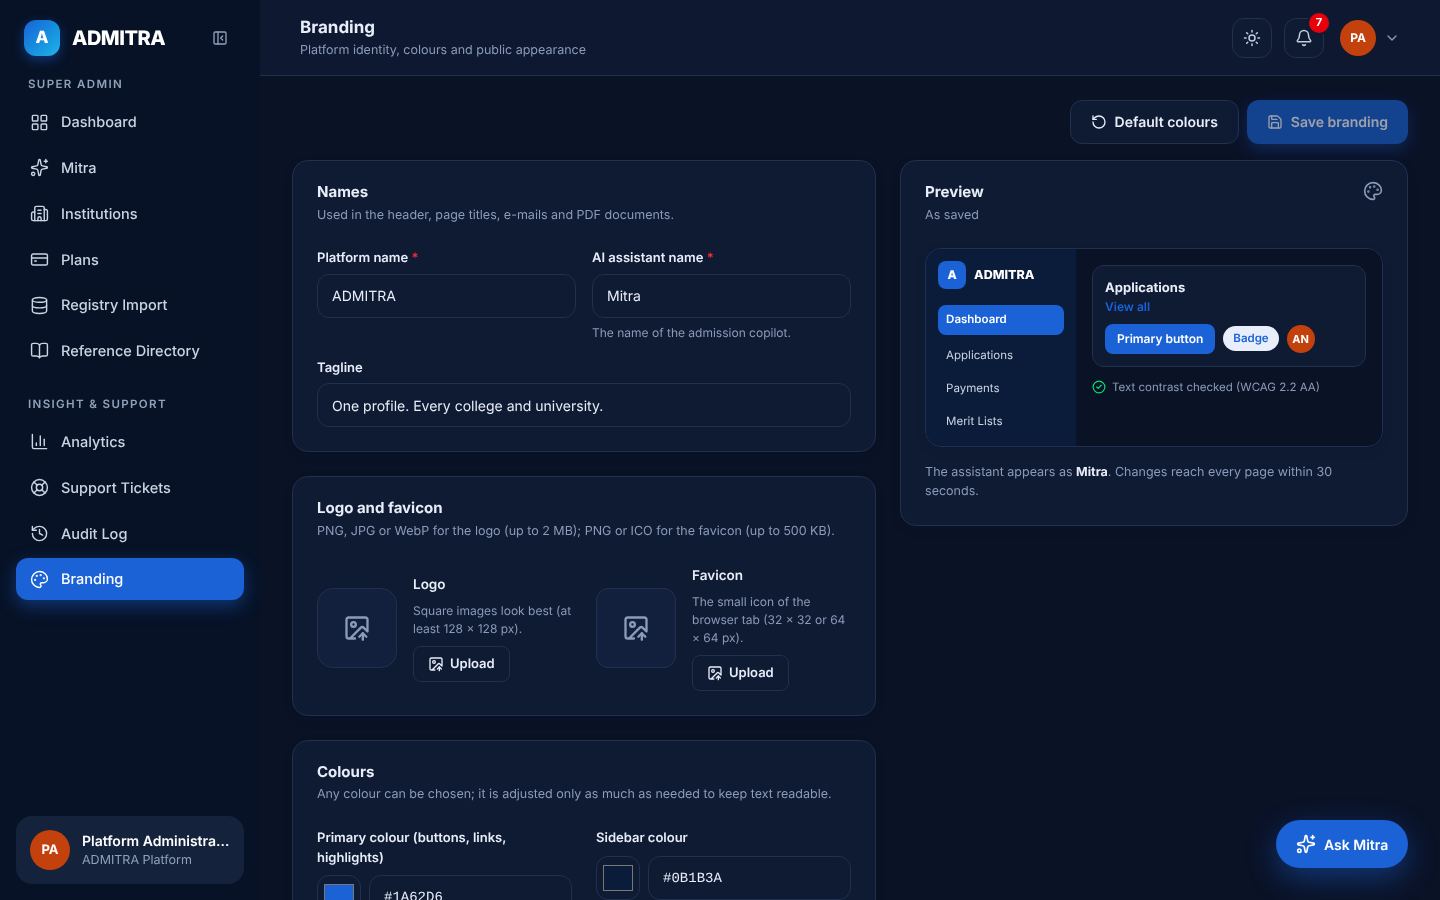 A ADMITRA
SUPER ADMIN
Dashboard
Mitra
Institutions
Plans
Registry Import
Reference Directory
INSIGHT & SUPPORT
Analytics
Support Tickets
Audit Log
Branding
PA
Platform Administra...
ADMITRA Platform
Branding
Platform identity, colours and public appearance
7
PA
Default colours
Save branding
Names
Used in the header, page titles, e-mails and PDF documents.
Platform name *
ADMITRA
AI assistant name *
Mitra
The name of the admission copilot.
Tagline
One profile. Every college and university.
Logo and favicon
PNG, JPG or WebP for the logo (up to 2 MB); PNG or ICO for the favicon (up to 500 KB).
Logo
Square images look best (at
least 128 × 128 px).
Upload
Favicon
The small icon of the
browser tab (32 × 32 or 64
× 64 px).
Upload
Colours
Any colour can be chosen; it is adjusted only as much as needed to keep text readable.
Primary colour (buttons, links,
highlights)
#1A62D6
Sidebar colour
#0B1B3A
Preview
As saved
A ADMITRA
Dashboard
Applications
Payments
Merit Lists
Applications
View all
Primary button
Badge
AN
Text contrast checked (WCAG 2.2 AA)
The assistant appears as Mitra. Changes reach every page within 30
seconds.
Ask Mitra